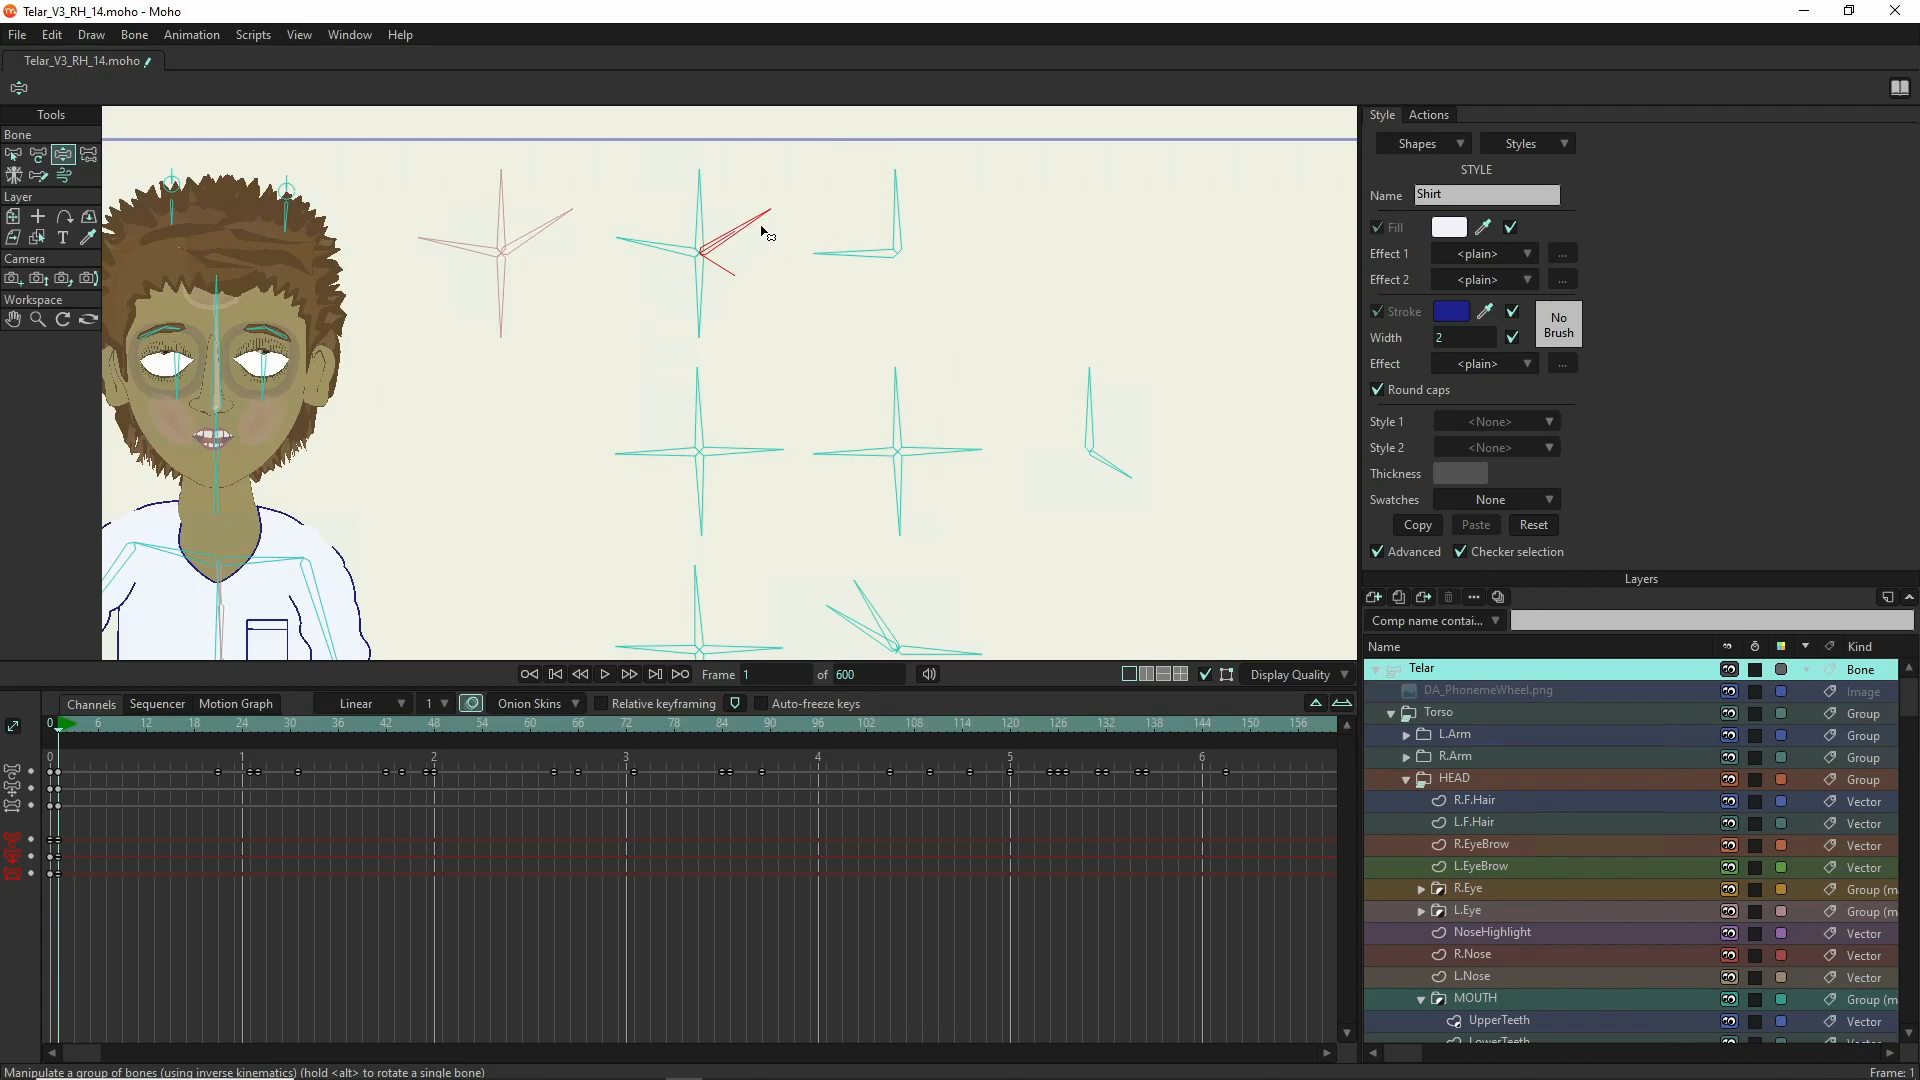 Telar_V3_RH_14.moho - Moho
File Edit Draw Bone Animation Scripts View Window Help
Telar_V3_RH_14.moho
Tools
Bone
Layer
Camera
Workspace
Style Actions
Shapes Styles
STYLE
Name Shirt
Fill
Effect 1 <plain> ...
Effect 2 <plain> ...
Stroke
No
Brush
Width 2
Effect <plain> ...
Round caps
Style 1 <None>
Style 2 <None>
Thickness
Swatches None
Copy Paste Reset
Advanced Checker selection
Layers
Comp name contai...
Name Kind
Telar Bone
DA_PhonemeWheel.png Image
Torso Group
L.Arm Group
R.Arm Group
HEAD Group
R.F.Hair Vector
L.F.Hair Vector
R.EyeBrow Vector
L.EyeBrow Vector
R.Eye Group (m
L.Eye Group (m
NoseHighlight Vector
R.Nose Vector
L.Nose Vector
MOUTH Group (m
UpperTeeth Vector
LowerTeeth Vector
Frame 1 of 600 Display Quality
Channels Sequencer Motion Graph Linear 1 Onion Skins Relative keyframing Auto-freeze keys
0 6 12 18 24 30 36 42 48 54 60 66 72 78 84 90 96 102 108 114 120 126 132 138 144 150 156
0 1 2 3 4 5 6
Manipulate a group of bones (using inverse kinematics) (hold <alt> to rotate a single bone)
Frame: 1